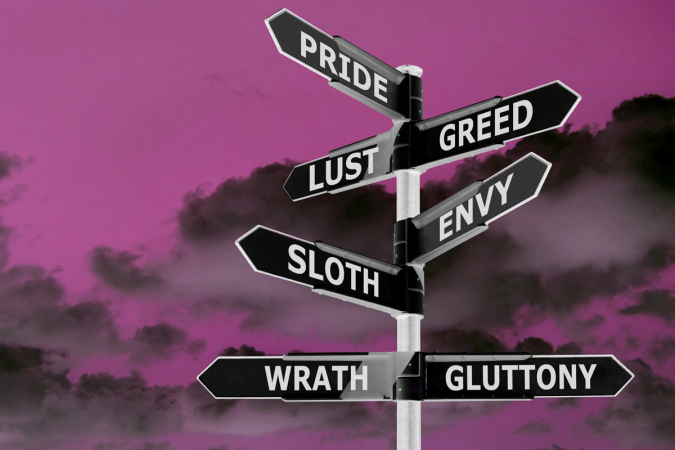 PRIDE
GREED
LUST
ENVY
SLOTH
WRATH
GLUTTONY